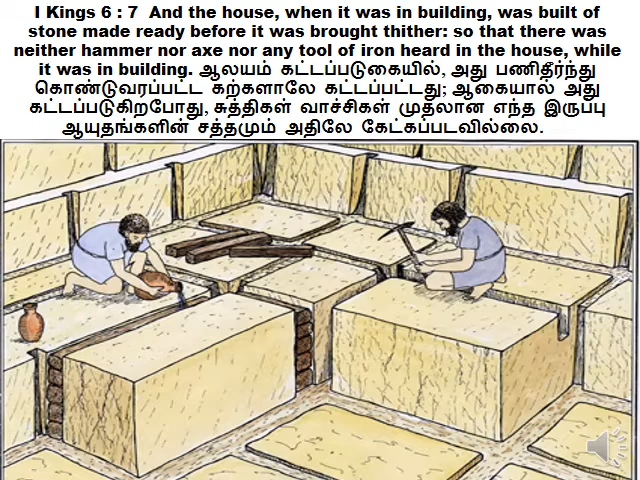 I Kings 6 : 7  And the house, when it was in building, was built of
stone made ready before it was brought thither: so that there was
neither hammer nor axe nor any tool of iron heard in the house, while
it was in building. ஆலயம் கட்டப்படுகையில், அது பணிதீர்ந்து
கொண்டுவரப்பட்ட கற்களாலே கட்டப்பட்டது; ஆகையால் அது
கட்டப்படுகிறபோது, சுத்திகள் வாச்சிகள் முதலான எந்த இருப்பு
ஆயுதங்களின் சத்தமும் அதிலே கேட்கப்படவில்லை.